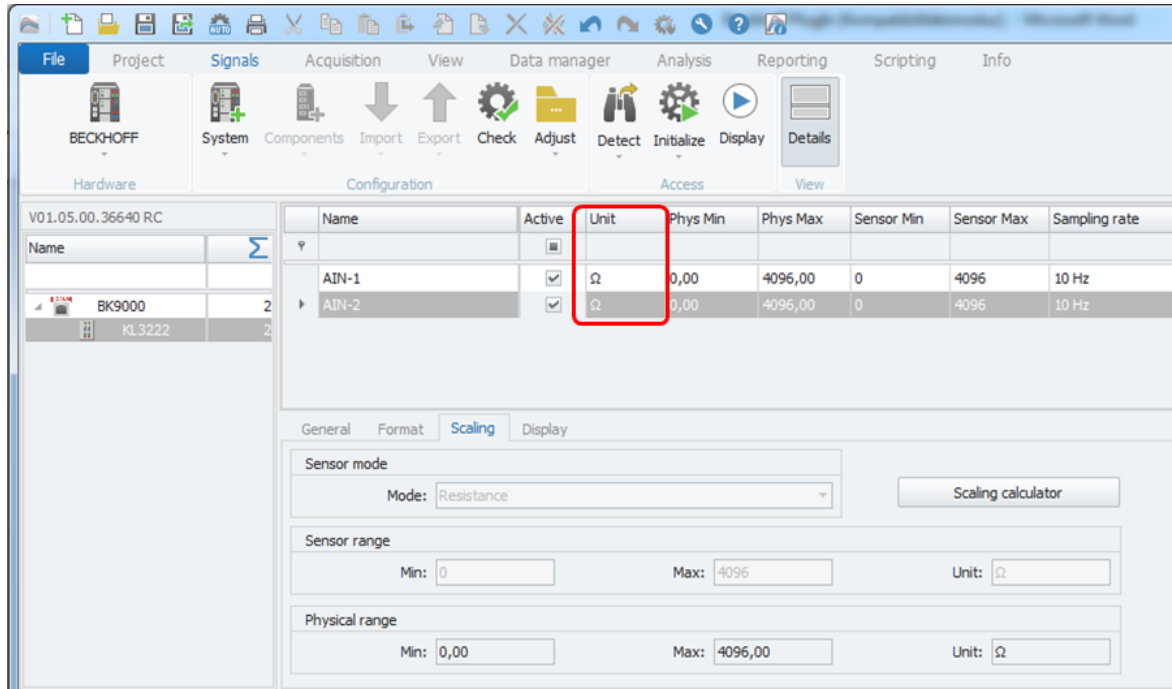 AUTO
File Project Signals Acquisition View Data manager Analysis Reporting Scripting Info
BECKHOFF System Components Import Export Check Adjust Detect Initialize Display Details
Hardware Configuration Access View
V01.05.00.36640 RC
Name Σ
BK9000 2
KL3222 2
Name Active Unit Phys Min Phys Max Sensor Min Sensor Max Sampling rate
AIN-1 Ω 0,00 4096,00 0 4096 10 Hz
AIN-2 Ω 0,00 4096,00 0 4096 10 Hz
General Format Scaling Display
Sensor mode
Mode: Resistance
Scaling calculator
Sensor range
Min: 0 Max: 4096 Unit: Ω
Physical range
Min: 0,00 Max: 4096,00 Unit: Ω